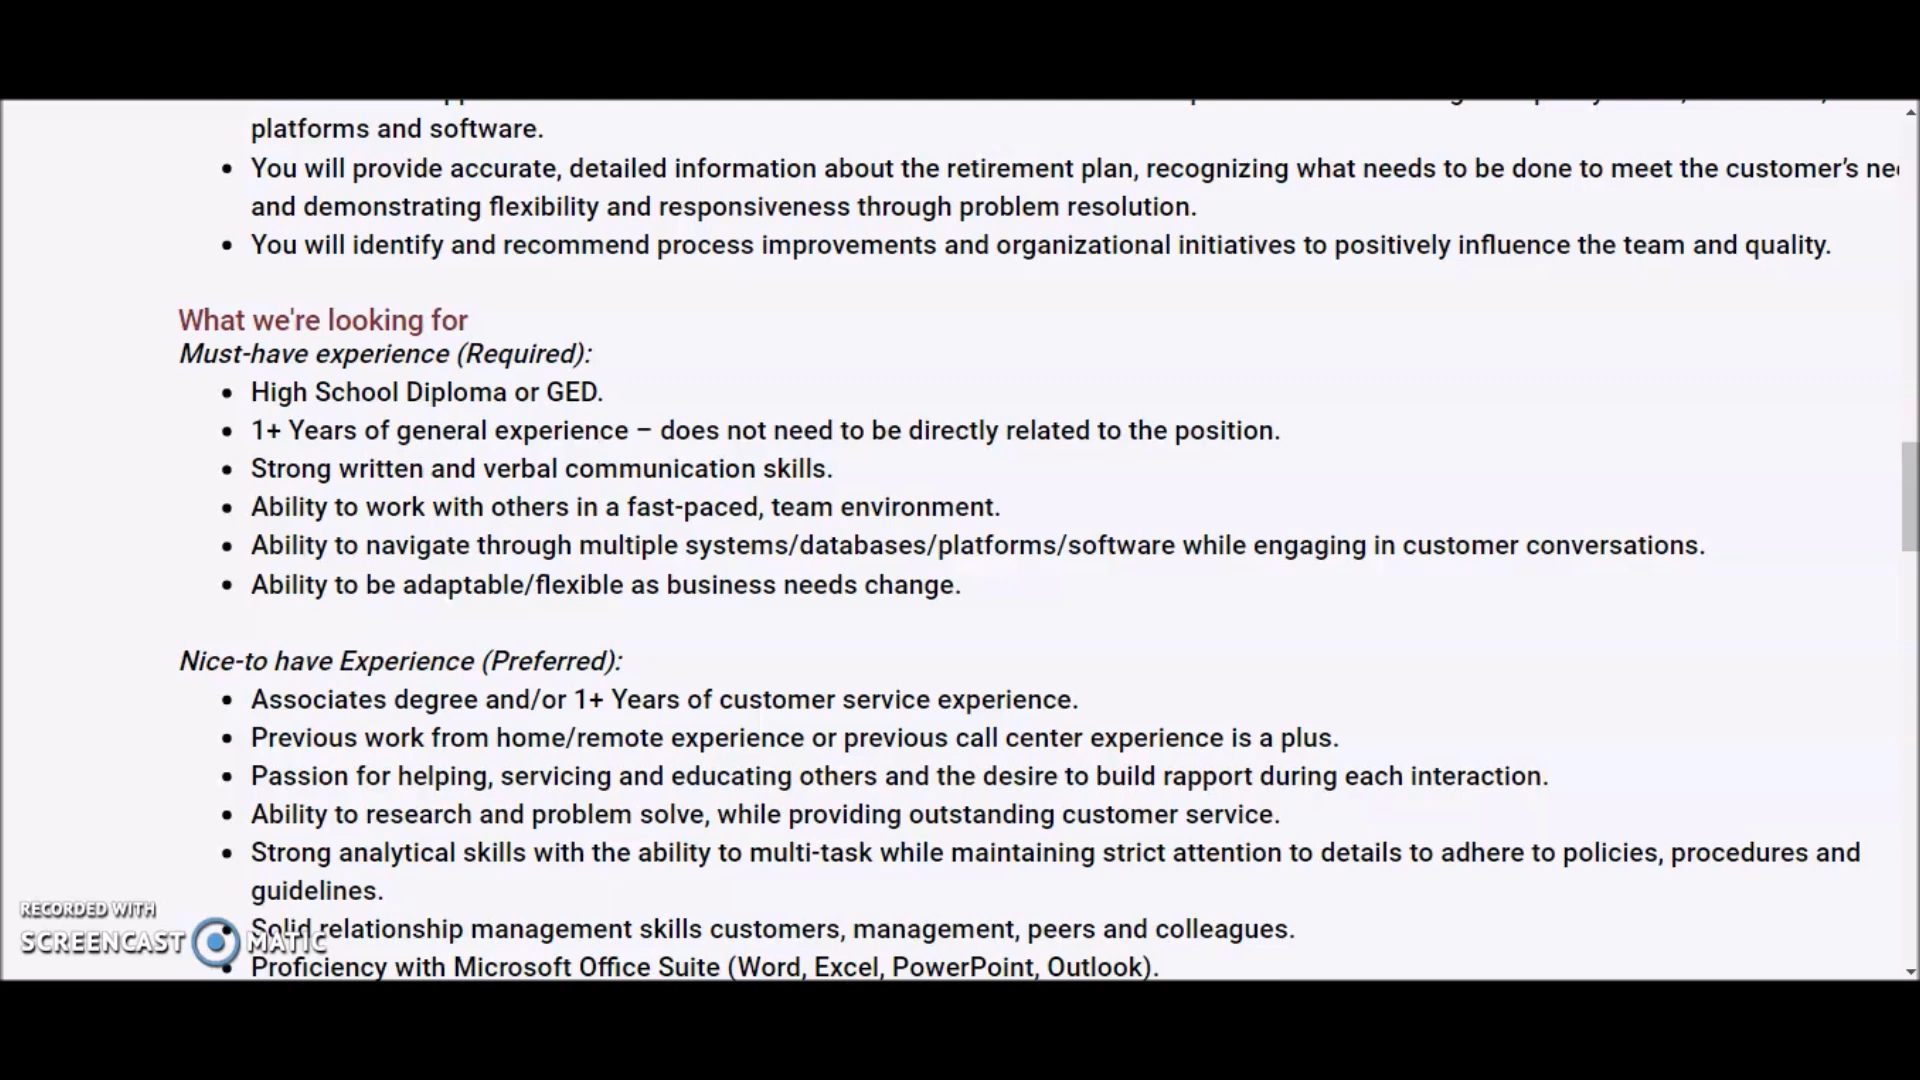 platforms and software.
You will provide accurate, detailed information about the retirement plan, recognizing what needs to be done to meet the customer's
and demonstrating flexibility and responsiveness through problem resolution.
You will identify and recommend process improvements and organizational initiatives to positively influence the team and quality.
What we're looking for
Must-have experience (Required):
High School Diploma or GED.
1+ Years of general experience – does not need to be directly related to the position.
Strong written and verbal communication skills.
Ability to work with others in a fast-paced, team environment.
Ability to navigate through multiple systems/databases/platforms/software while engaging in customer conversations.
Ability to be adaptable/flexible as business needs change.
Nice-to have Experience (Preferred):
Associates degree and/or 1+ Years of customer service experience.
Previous work from home/remote experience or previous call center experience is a plus.
Passion for helping, servicing and educating others and the desire to build rapport during each interaction.
Ability to research and problem solve, while providing outstanding customer service.
Strong analytical skills with the ability to multi-task while maintaining strict attention to details to adhere to policies, procedures and
guidelines.
Solid relationship management skills customers, management, peers and colleagues.
Proficiency with Microsoft Office Suite (Word, Excel, PowerPoint, Outlook).
RECORDED WITH
SCREENCAST MATIC